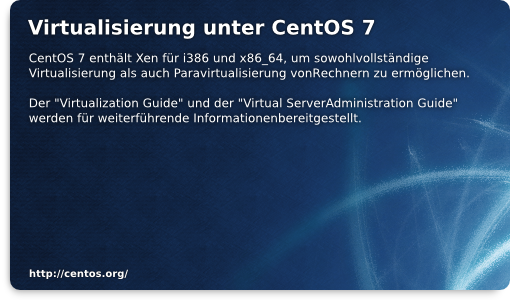 Virtualisierung unter CentOS 7
CentOS 7 enthält Xen für i386 und x86_64, um sowohlvollständige
Virtualisierung als auch Paravirtualisierung vonRechnern zu ermöglichen.
Der "Virtualization Guide" und der "Virtual ServerAdministration Guide"
werden für weiterführende Informationenbereitgestellt.
http://centos.org/